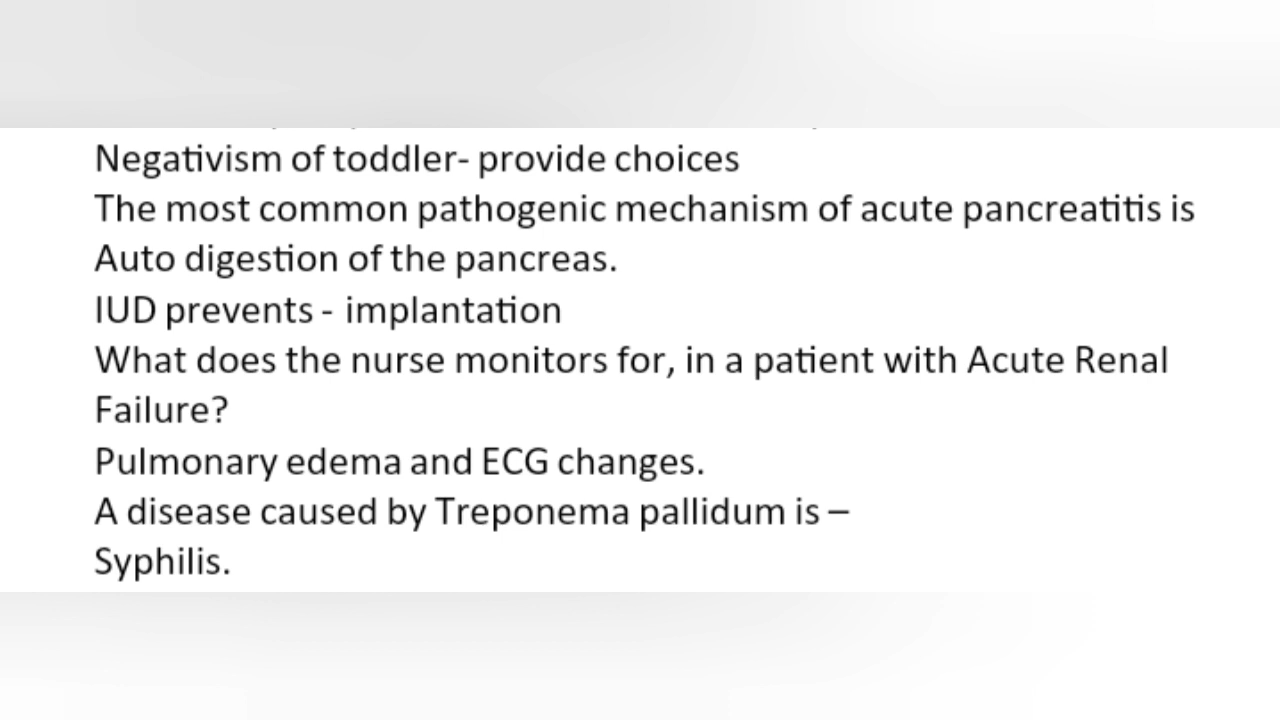 Negativism of toddler- provide choices
The most common pathogenic mechanism of acute pancreatitis is
Auto digestion of the pancreas.
IUD prevents - implantation
What does the nurse monitors for, in a patient with Acute Renal
Failure?
Pulmonary edema and ECG changes.
A disease caused by Treponema pallidum is –
Syphilis.